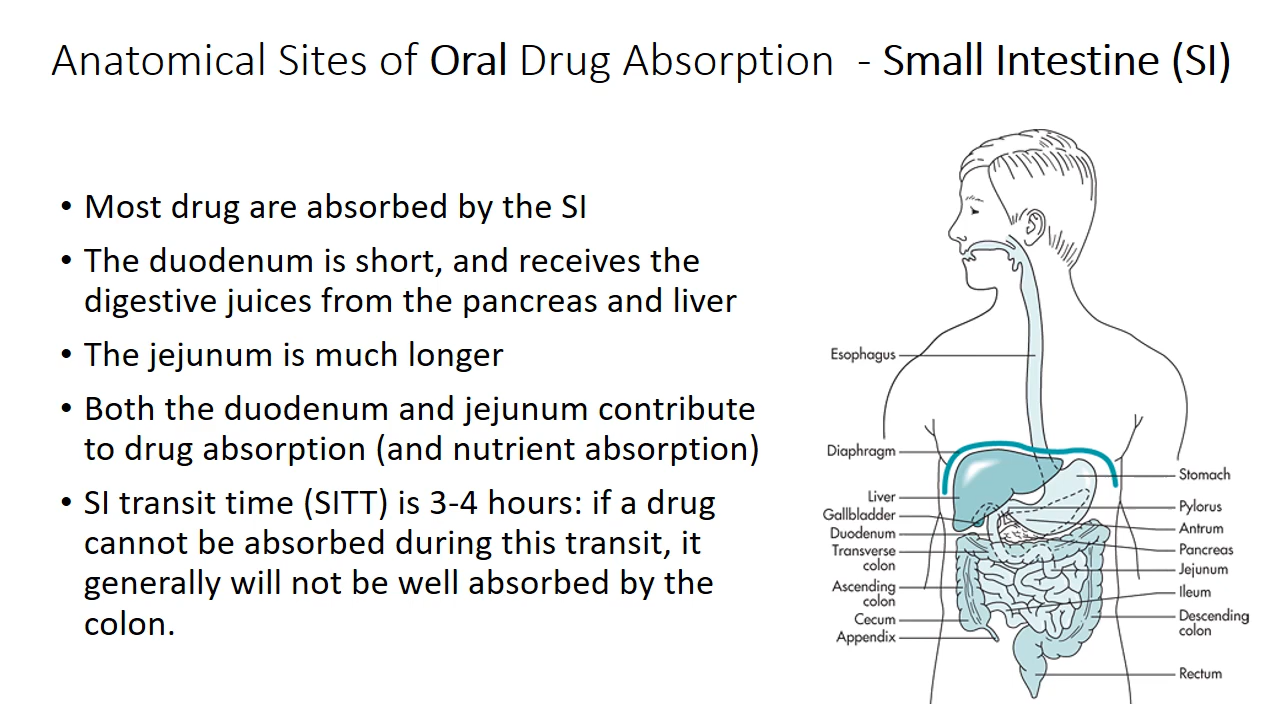 Anatomical Sites of Oral Drug Absorption - Small Intestine (SI)
• Most drug are absorbed by the SI
• The duodenum is short, and receives the
digestive juices from the pancreas and liver
• The jejunum is much longer
• Both the duodenum and jejunum contribute
to drug absorption (and nutrient absorption)
• SI transit time (SITT) is 3-4 hours: if a drug
cannot be absorbed during this transit, it
generally will not be well absorbed by the
colon.
Esophagus
Diaphragm
Liver
Gallbladder
Duodenum
Transverse
colon
Ascending
colon
Cecum
Appendix
Stomach
Pylorus
Antrum
Pancreas
Jejunum
Ileum
Descending
colon
Rectum